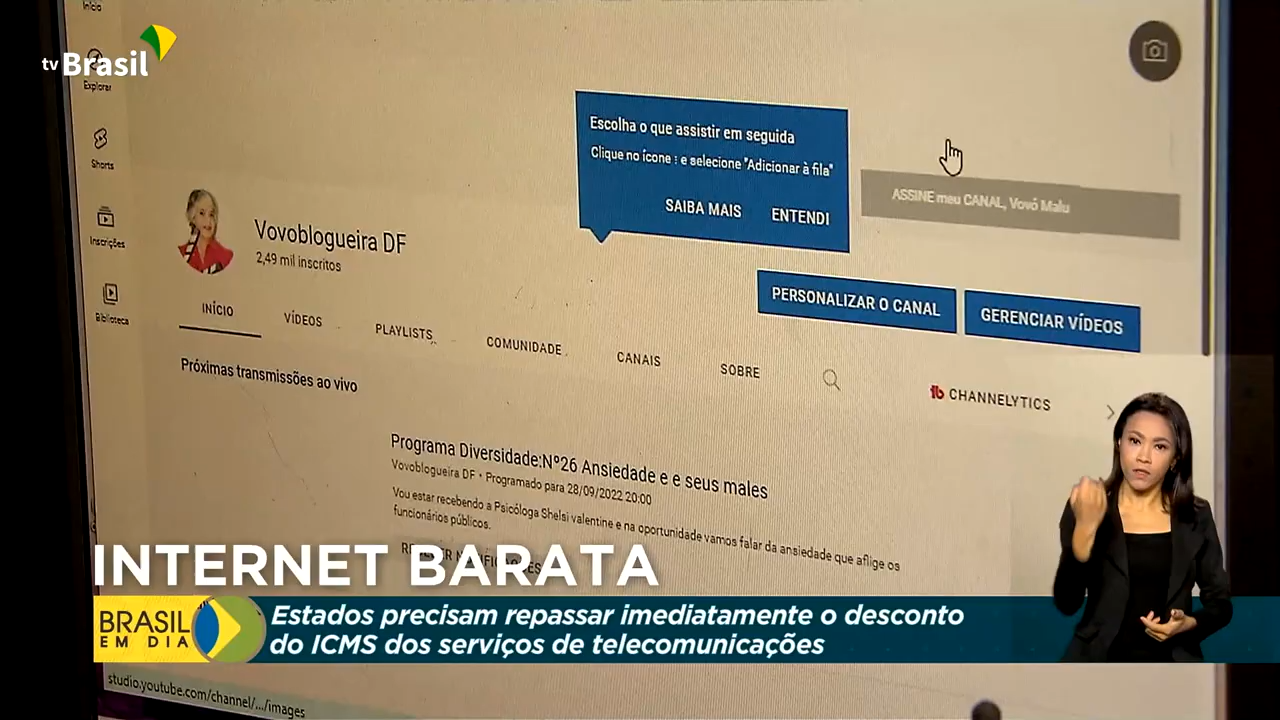 Início
tv Brasil
Explorar
Shorts
Inscrições
Biblioteca
Escolha o que assistir em seguida
Clique no ícone ⋮ e selecione "Adicionar à fila"
SAIBA MAIS ENTENDI
ASSINE meu CANAL, Vovó Malu
Vovoblogueira DF
2,49 mil inscritos
PERSONALIZAR O CANAL GERENCIAR VÍDEOS
INÍCIO VÍDEOS PLAYLISTS COMUNIDADE CANAIS SOBRE
CHANNELYTICS
Próximas transmissões ao vivo
Programa Diversidade:Nº26 Ansiedade e e seus males
Vovoblogueira DF • Programado para 28/09/2022 20:00
Vou estar recebendo a Psicóloga Shelsi valentine e na oportunidade vamos falar da ansiedade que aflige os
funcionários públicos.
INTERNET BARATA
BRASIL
EM DIA
Estados precisam repassar imediatamente o desconto
do ICMS dos serviços de telecomunicações
studio.youtube.com/channel/.../images